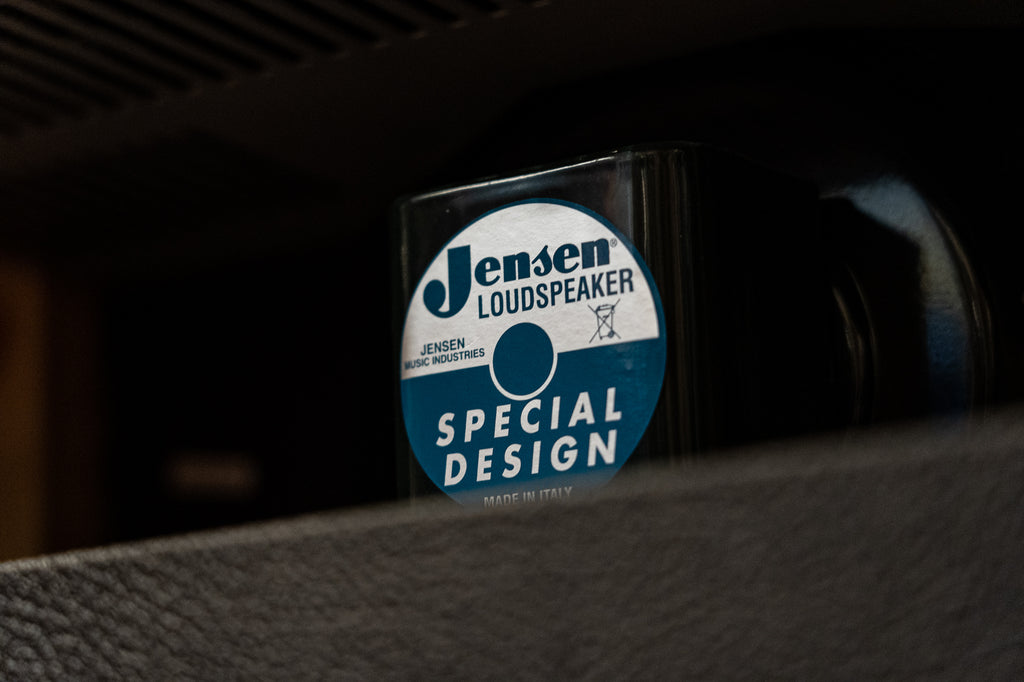 Jensen®
LOUDSPEAKER
JENSEN
MUSIC INDUSTRIES
SPECIAL
DESIGN
MADE IN ITALY